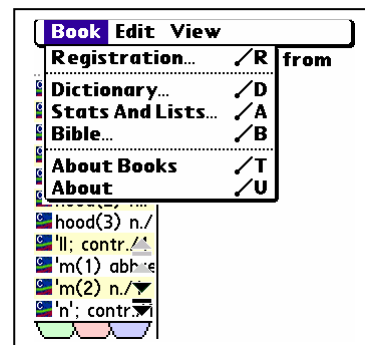 Book Edit View
Registration... ⁄R from
Dictionary... ⁄D
Stats And Lists... ⁄A
Bible... ⁄B
About Books ⁄T
About ⁄U
hood(3) n./
'll; contr./
'm(1)
'm(2) n./
'n'; contr.